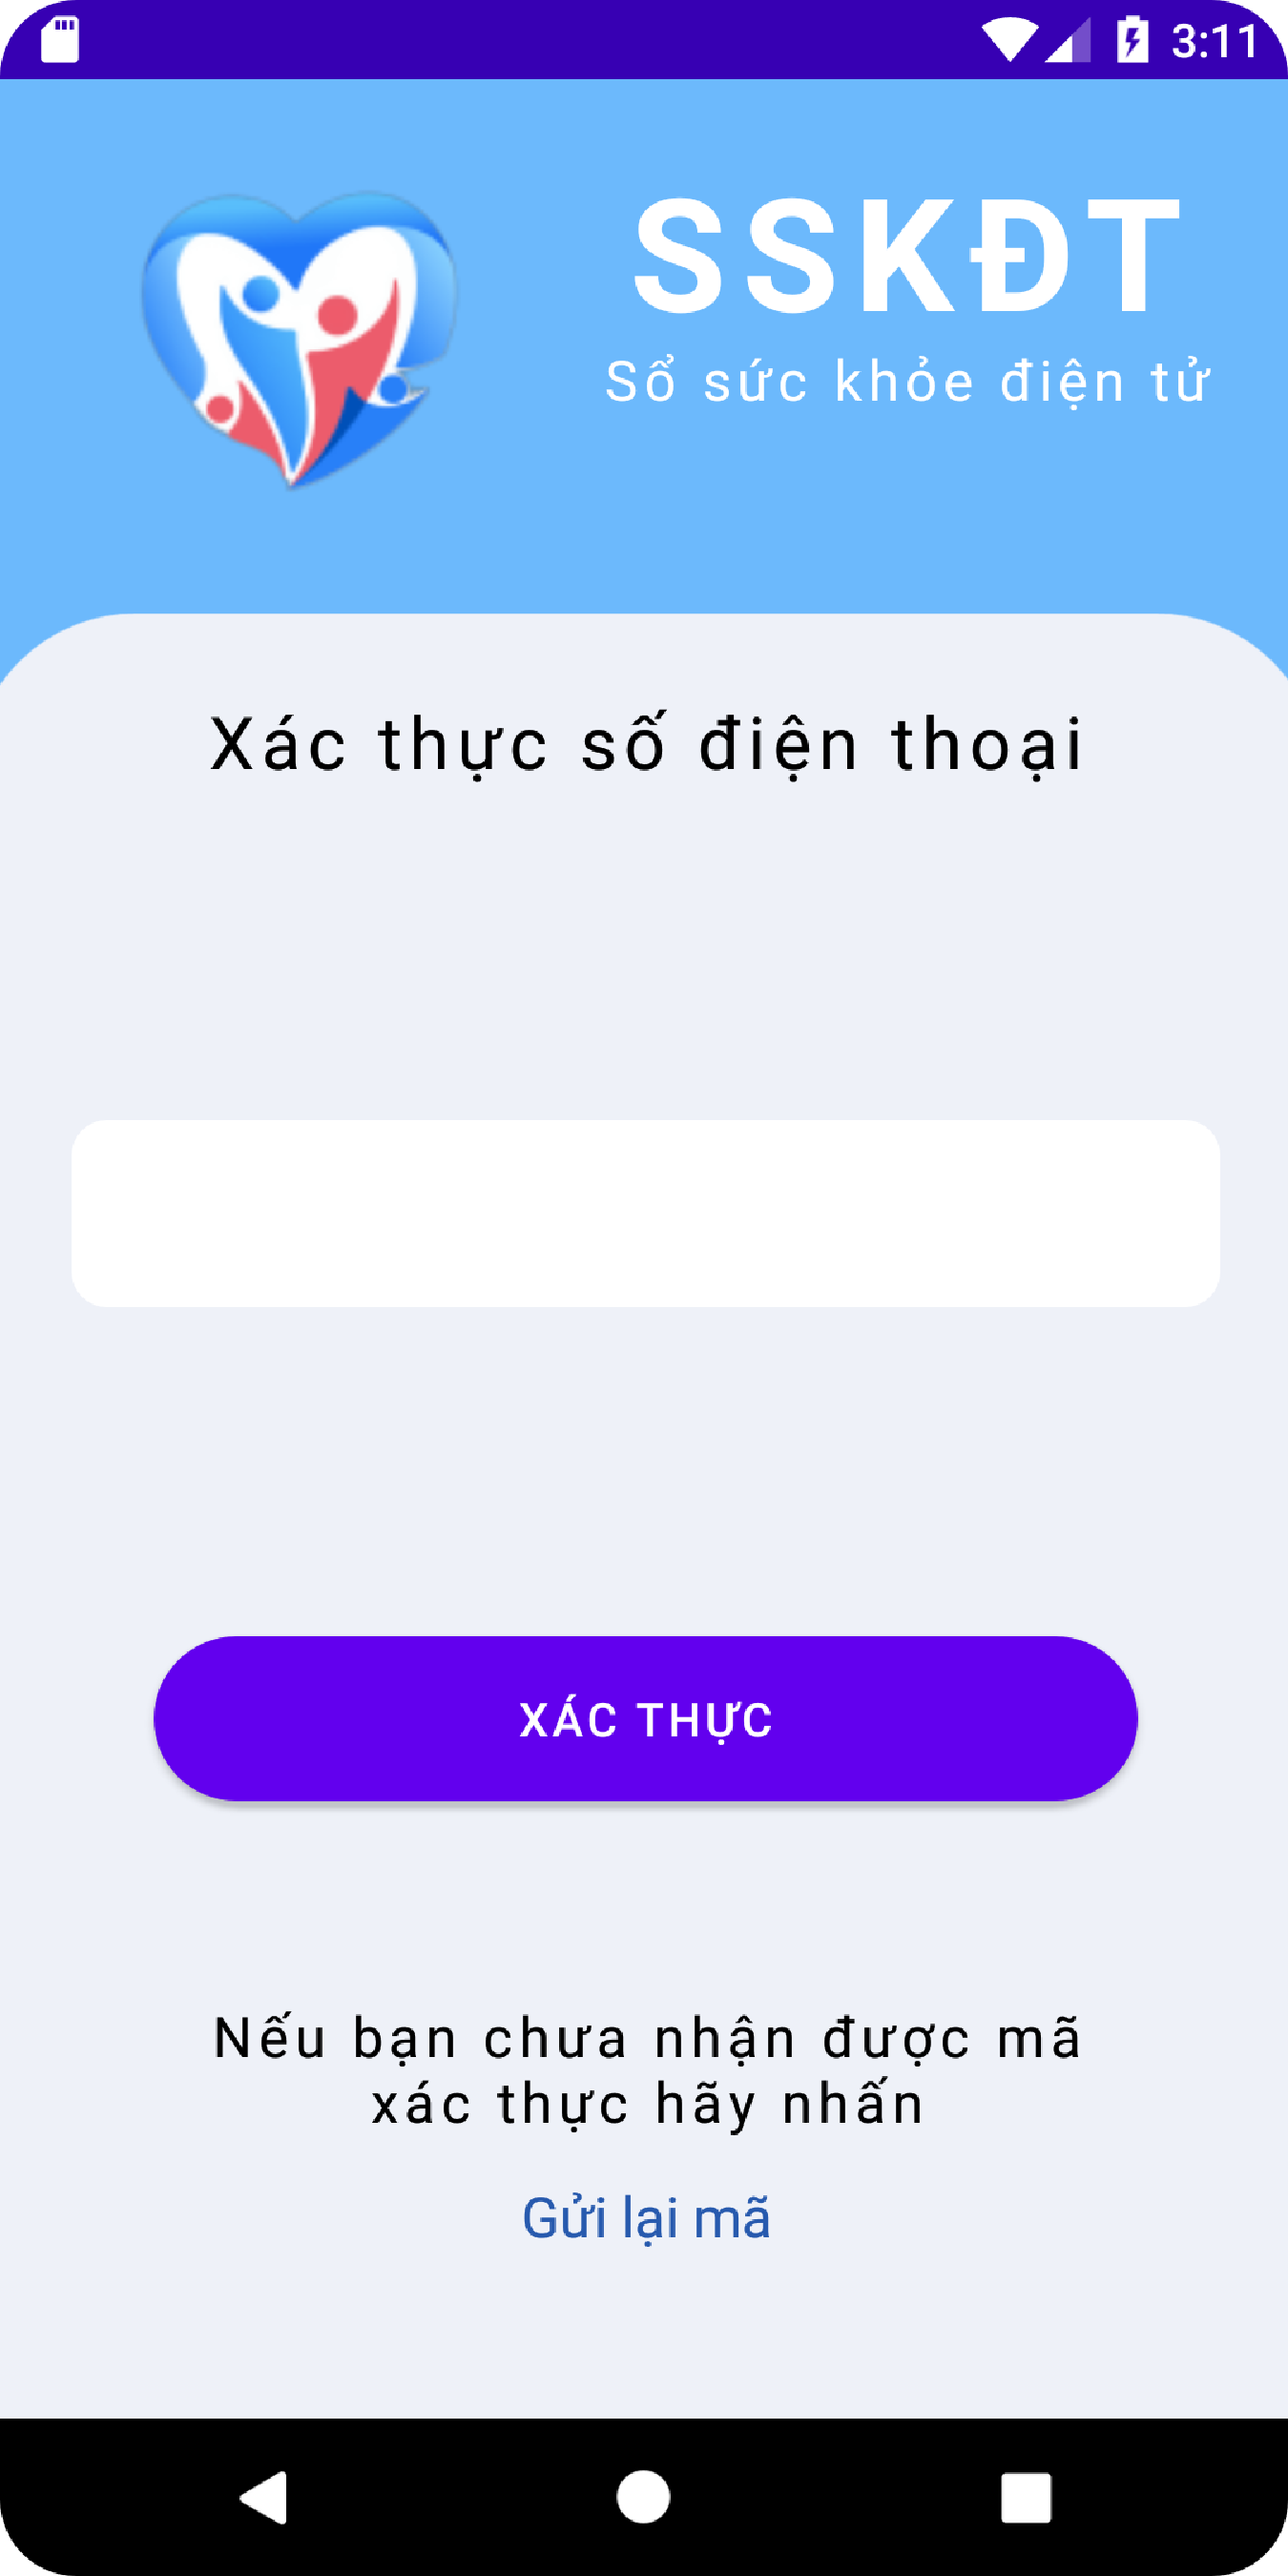 3:11
SSKĐT
Sổ sức khỏe điện tử
Xác thực số điện thoại
XÁC THỰC
Nếu bạn chưa nhận được mã
xác thực hãy nhấn
Gửi lại mã